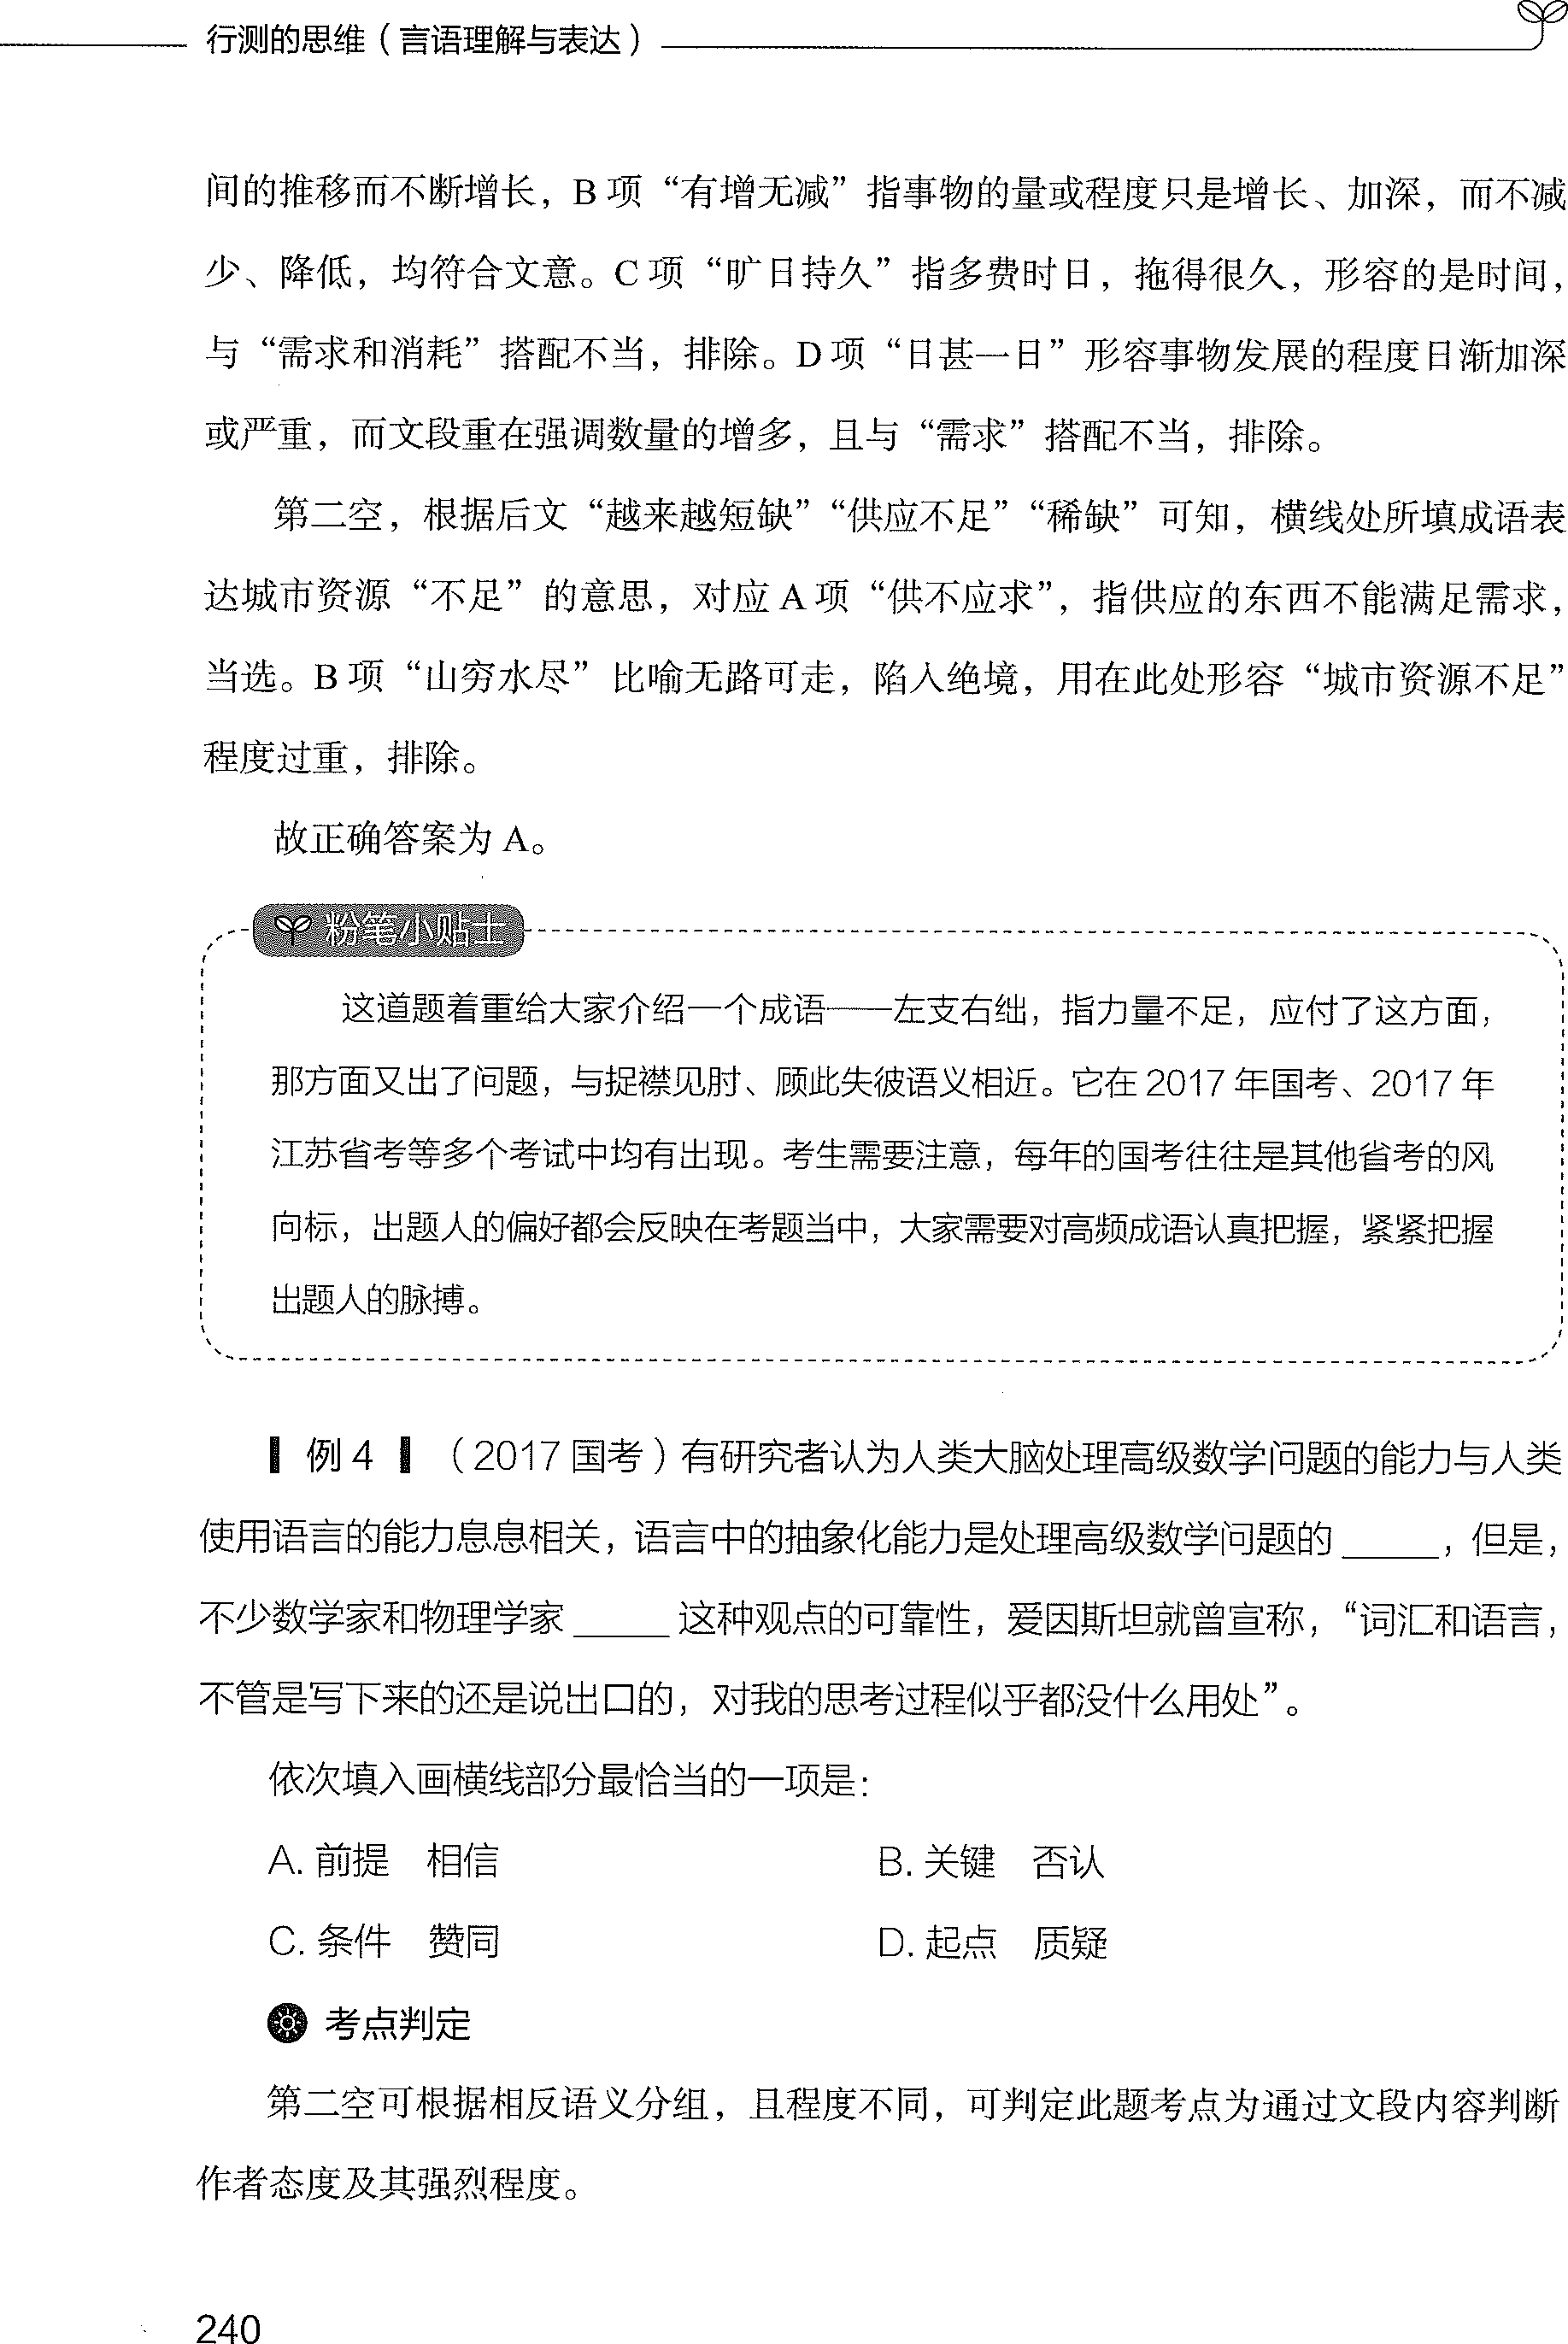 行测的思维（言语理解与表达）
间的推移而不断增长，B 项“有增无减”指事物的量或程度只是增长、加深，而不减
少、降低，均符合文意。C 项“旷日持久”指多费时日，拖得很久，形容的是时间，
与“需求和消耗”搭配不当，排除。D 项“日甚一日”形容事物发展的程度日渐加深
或严重，而文段重在强调数量的增多，且与“需求”搭配不当，排除。
第二空，根据后文“越来越短缺”“供应不足”“稀缺”可知，横线处所填成语表
达城市资源“不足”的意思，对应 A 项“供不应求”，指供应的东西不能满足需求，
当选。B 项“山穷水尽”比喻无路可走，陷入绝境，用在此处形容“城市资源不足”
程度过重，排除。
故正确答案为 A。
粉笔小贴士
这道题着重给大家介绍一个成语——左支右绌，指力量不足，应付了这方面，
那方面又出了问题，与捉襟见肘、顾此失彼语义相近。它在 2017 年国考、2017 年
江苏省考等多个考试中均有出现。考生需要注意，每年的国考往往是其他省考的风
向标，出题人的偏好都会反映在考题当中，大家需要对高频成语认真把握，紧紧把握
出题人的脉搏。
例 4 （2017 国考）有研究者认为人类大脑处理高级数学问题的能力与人类
使用语言的能力息息相关，语言中的抽象化能力是处理高级数学问题的_____，但是，
不少数学家和物理学家_____这种观点的可靠性，爱因斯坦就曾宣称，“词汇和语言，
不管是写下来的还是说出口的，对我的思考过程似乎都没什么用处”。
依次填入画横线部分最恰当的一项是：
A. 前提 相信 B. 关键 否认
C. 条件 赞同 D. 起点 质疑
考点判定
第二空可根据相反语义分组，且程度不同，可判定此题考点为通过文段内容判断
作者态度及其强烈程度。
240